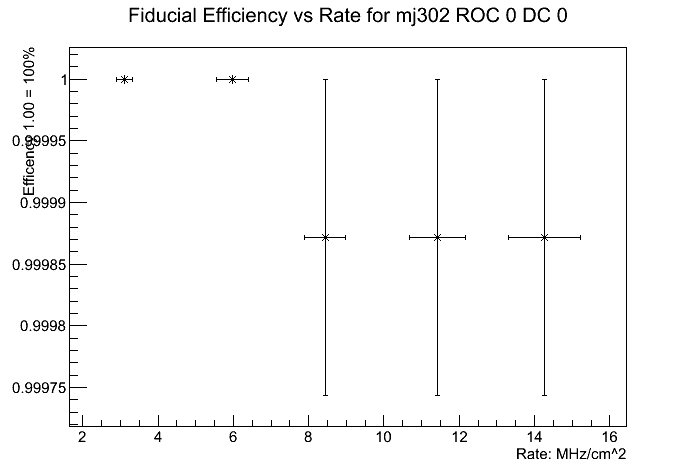 Fiducial Efficiency vs Rate for mj302 ROC 0 DC 0
Efficency 1.00 = 100%
1
0.99995
0.9999
0.99985
0.9998
0.99975
2 4 6 8 10 12 14 16
Rate: MHz/cm^2